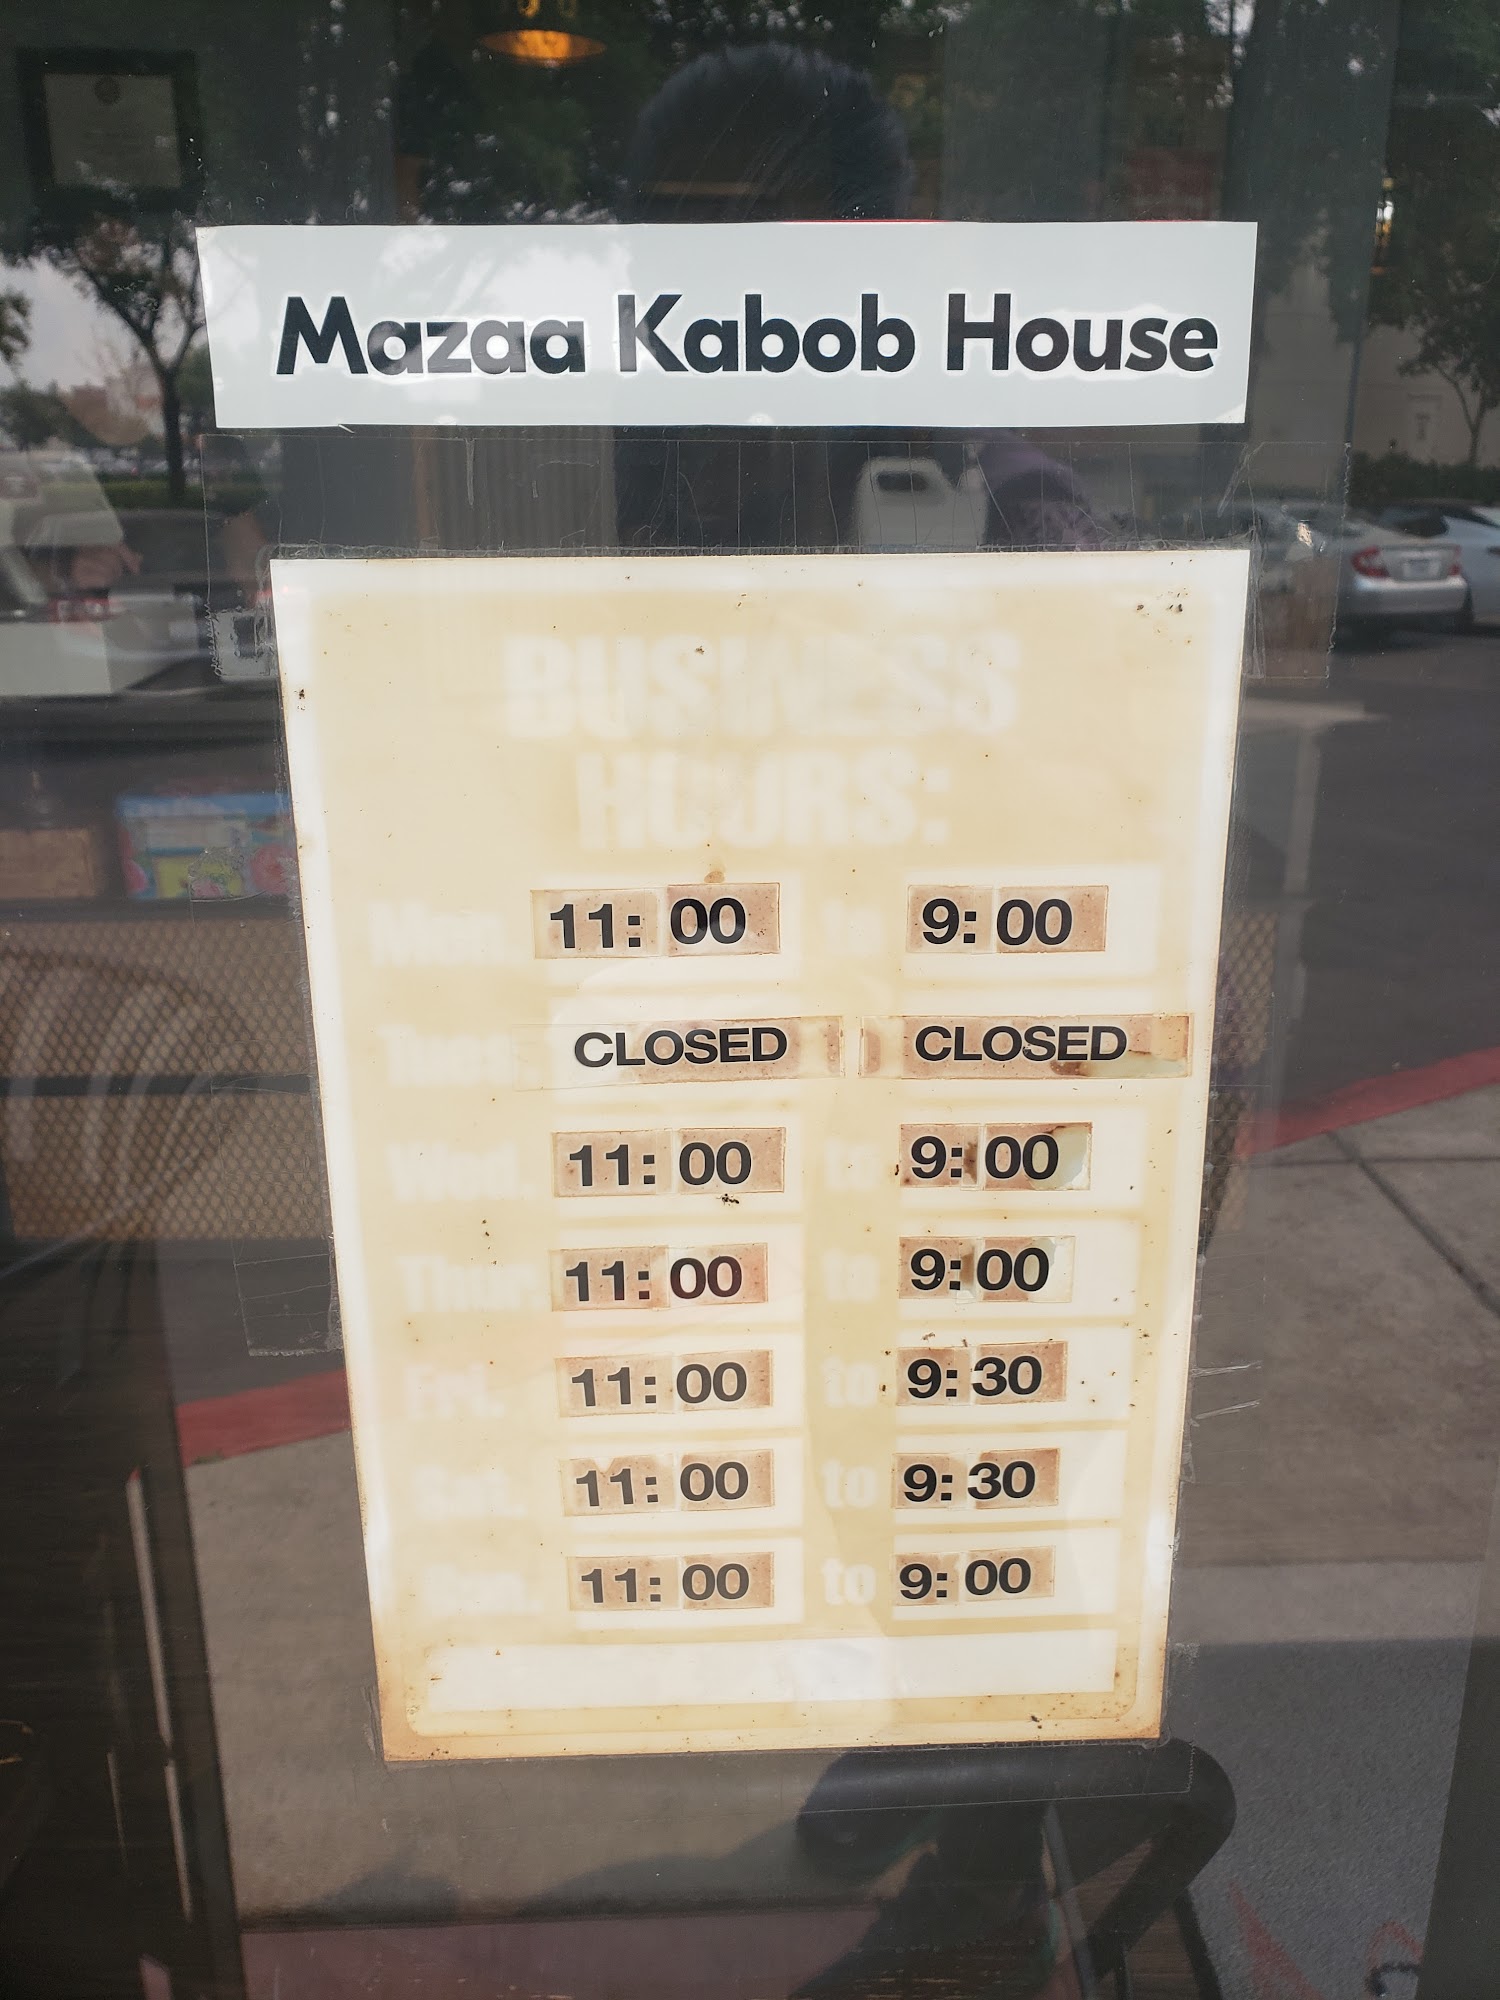 Mazaa Kabob House
BUSINESS
HOURS:
Mon. 11: 00 to 9: 00
Tues. CLOSED CLOSED
Wed. 11: 00 to 9: 00
Thur. 11: 00 to 9: 00
Fri. 11: 00 to 9: 30
Sat. 11: 00 to 9: 30
Sun. 11: 00 to 9: 00